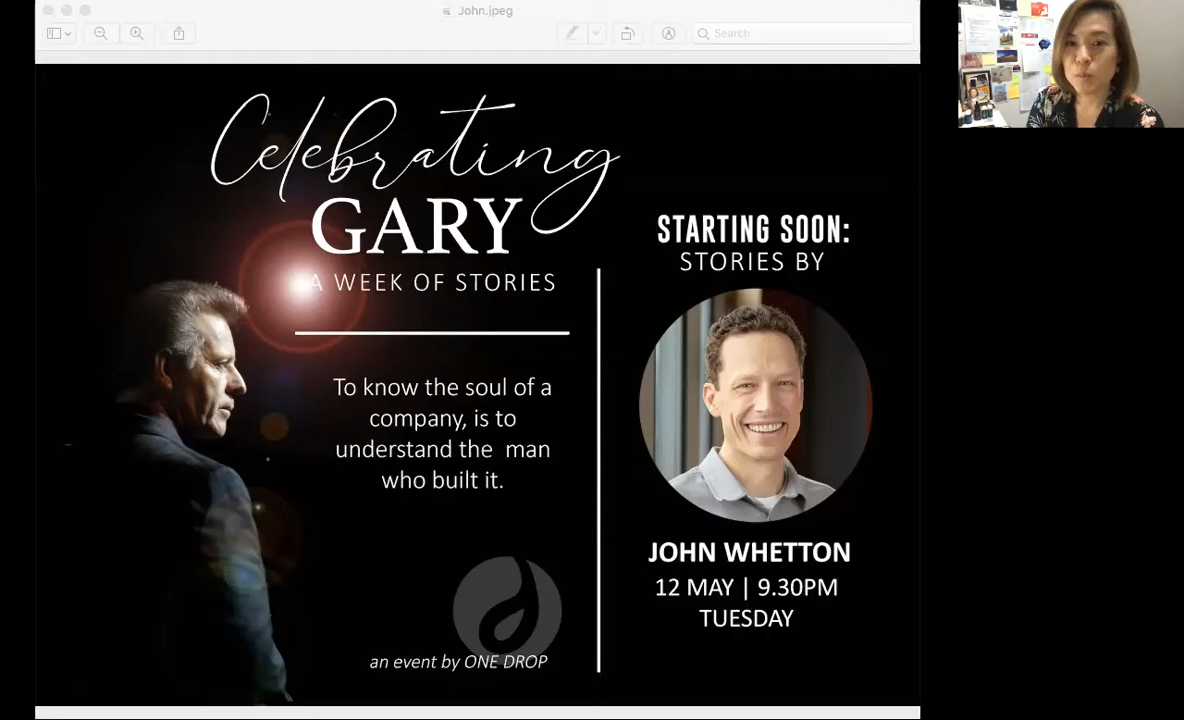 John.jpeg
Search
Celebrating
GARY
A WEEK OF STORIES
To know the soul of a
company, is to
understand the man
who built it.
an event by ONE DROP
STARTING SOON:
STORIES BY
JOHN WHETTON
12 MAY | 9.30PM
TUESDAY